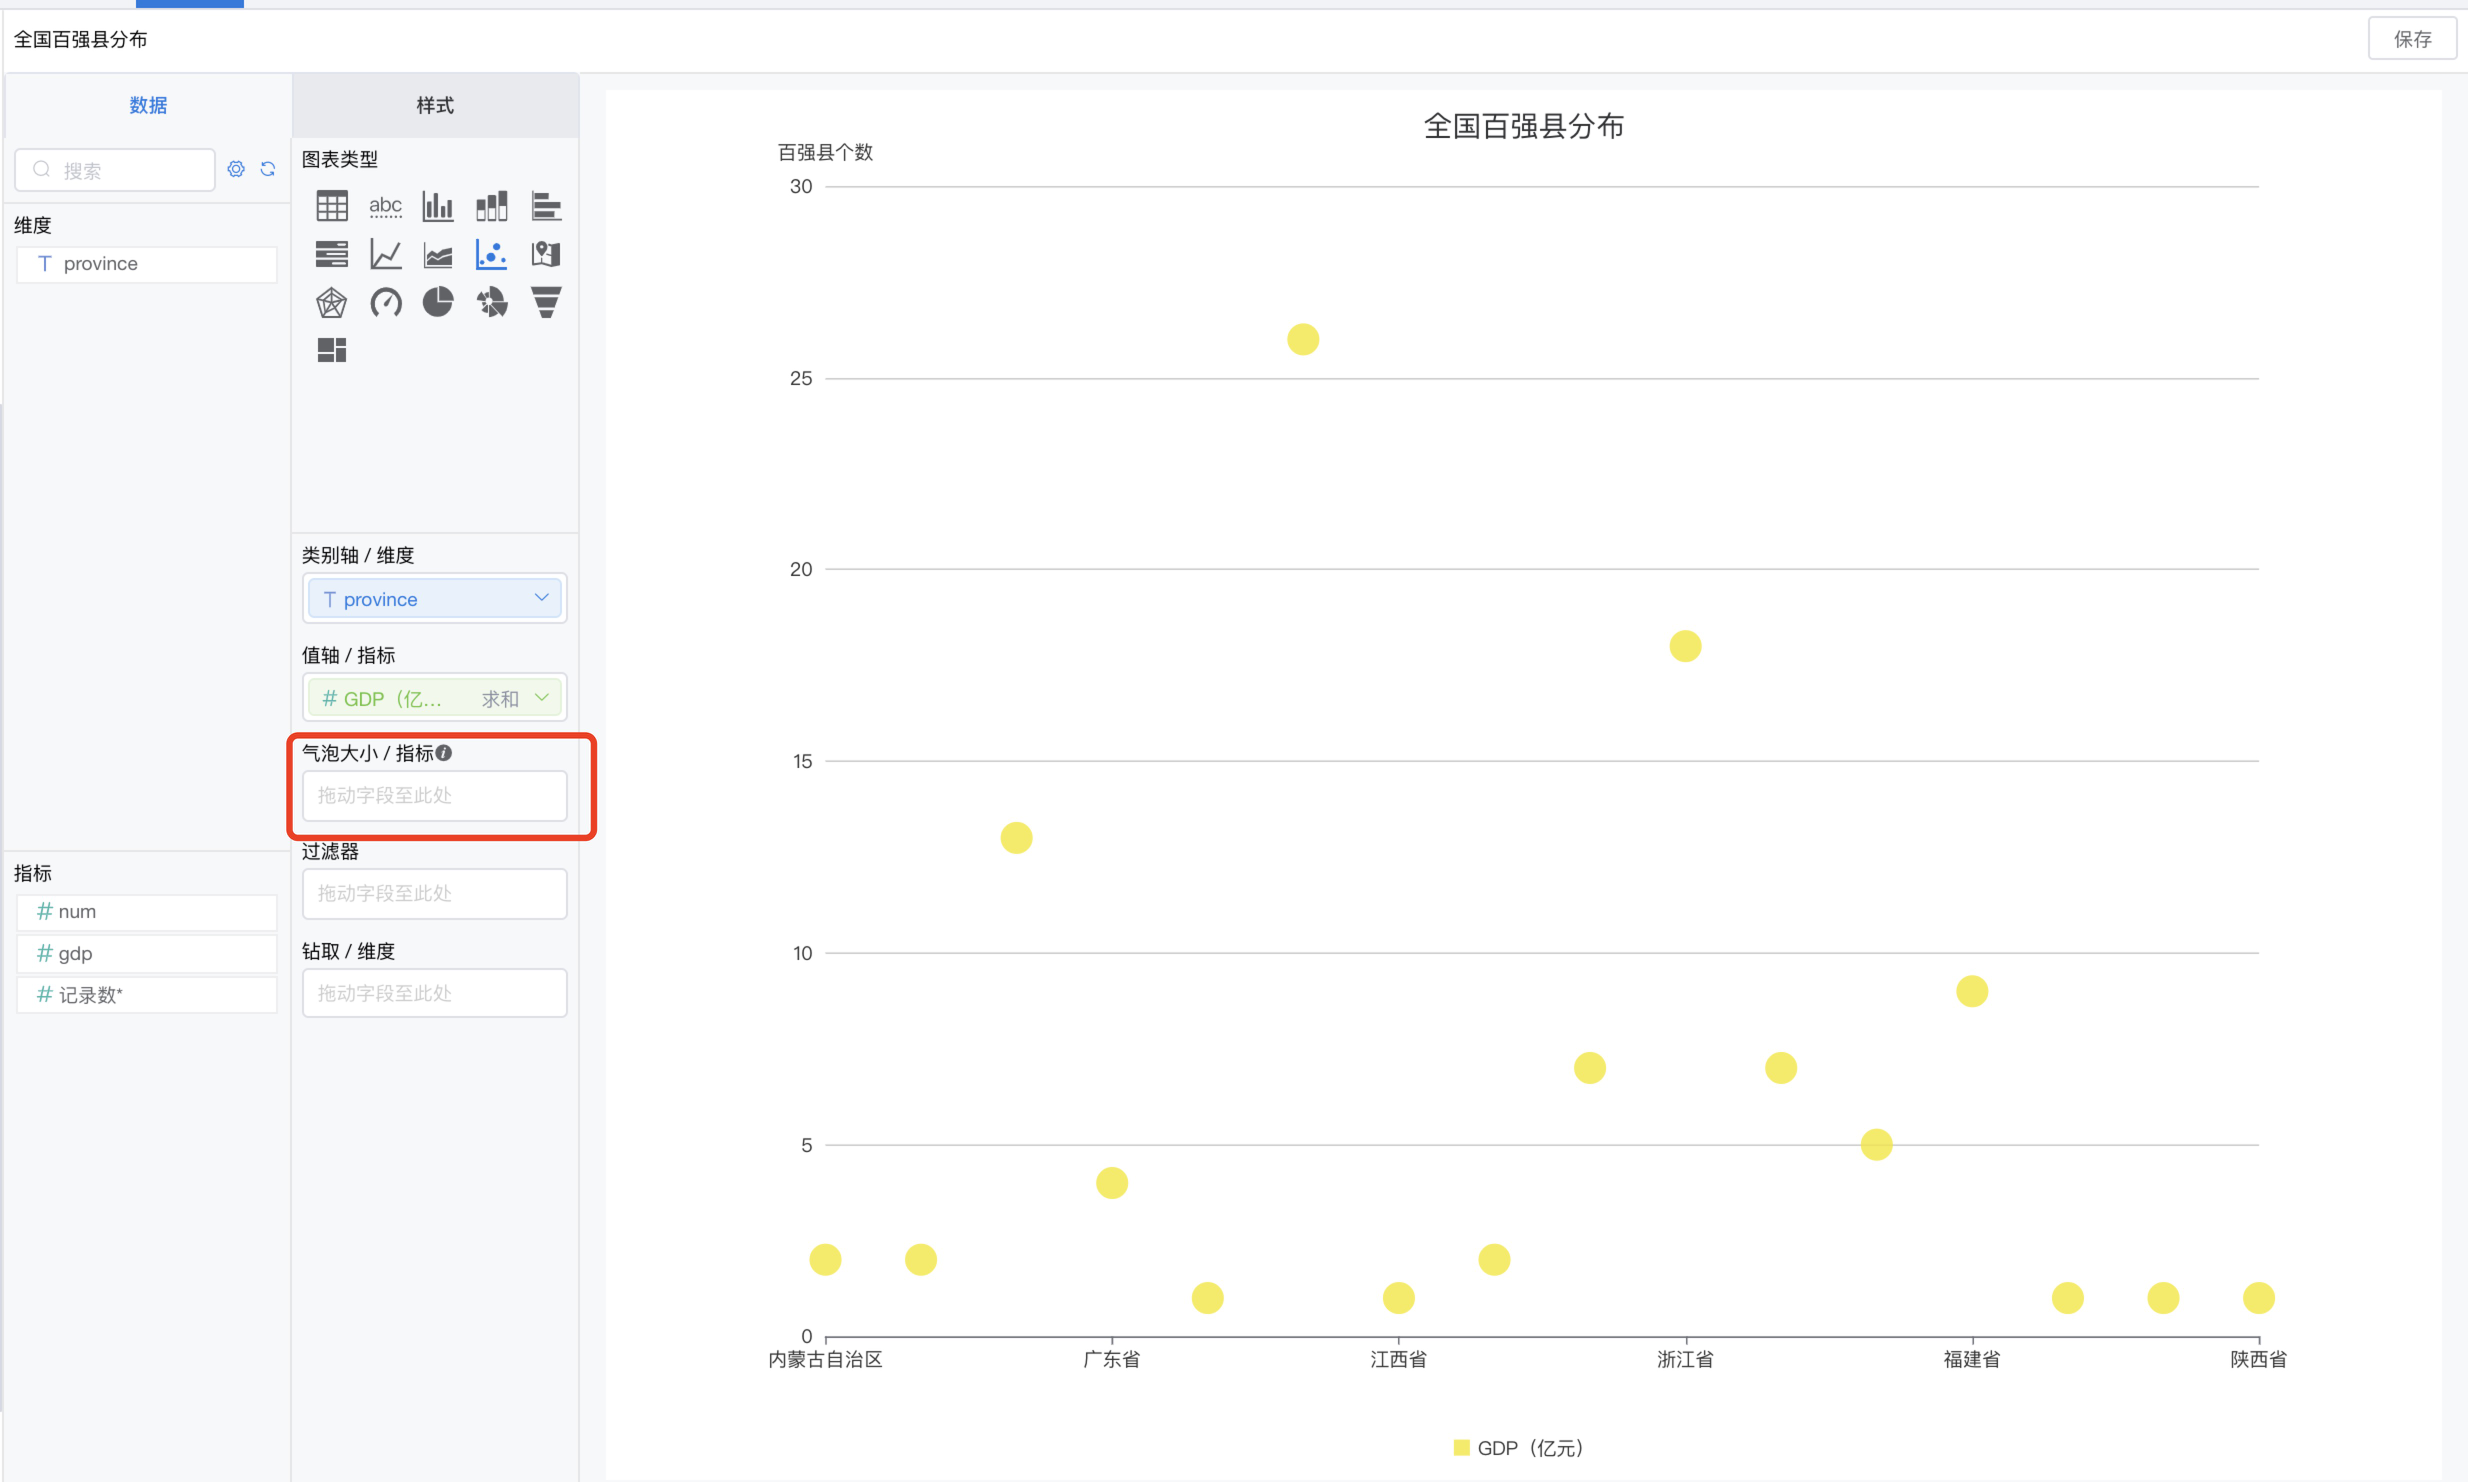 全国百强县分布
保存
数据
样式
搜索
维度
T province
图表类型
abc
类别轴 / 维度
T province
值轴 / 指标
# GDP（亿... 求和
气泡大小 / 指标
拖动字段至此处
过滤器
拖动字段至此处
钻取 / 维度
拖动字段至此处
指标
# num
# gdp
# 记录数*
全国百强县分布
百强县个数
30
25
20
15
10
5
0
内蒙古自治区 广东省 江西省 浙江省 福建省 陕西省
GDP（亿元）